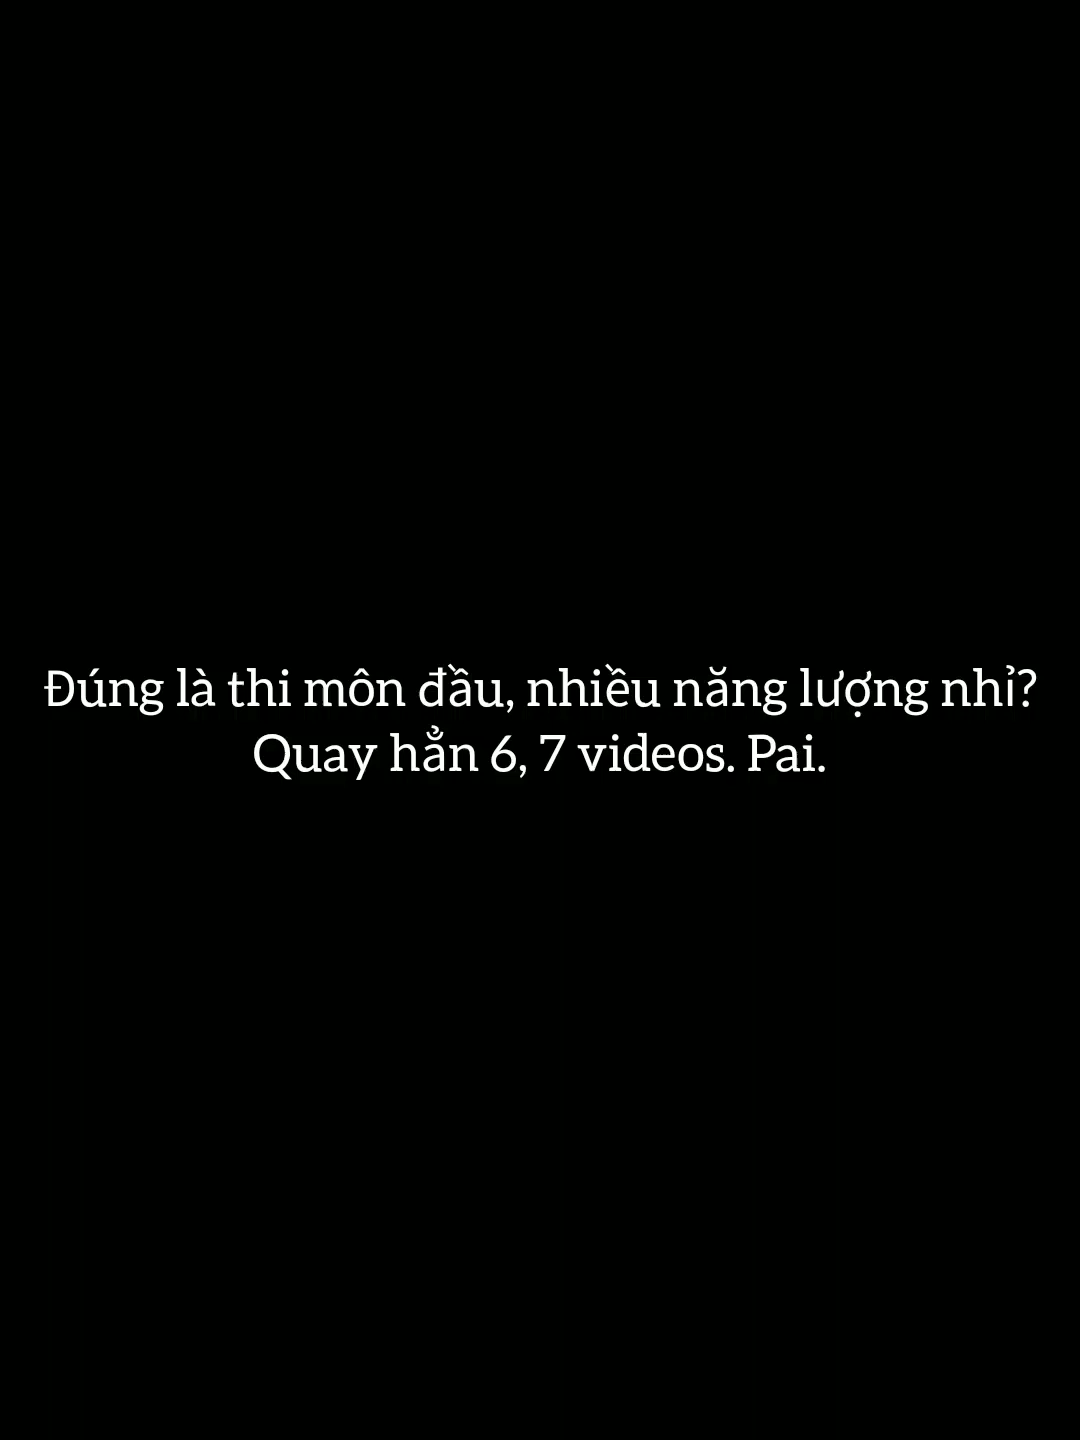 Đúng là thi môn đầu, nhiều năng lượng nhỉ?
Quay hẳn 6, 7 videos. Pai.